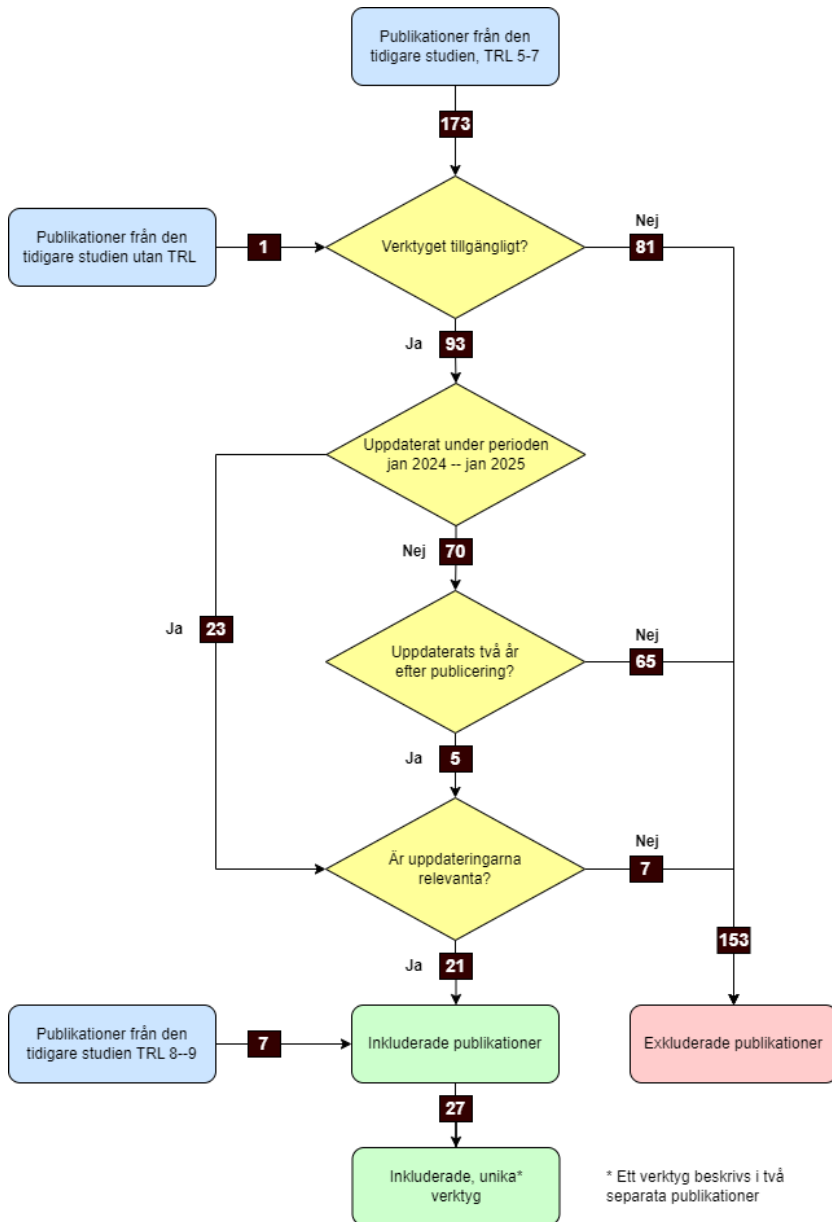 Publikationer från den
tidigare studien, TRL 5-7
173
Publikationer från den
tidigare studien utan TRL
1
Verktyget tillgängligt?
Nej
81
Ja
93
Uppdaterat under perioden
jan 2024 -- jan 2025
Nej
70
Ja
23
Uppdaterats två år
efter publicering?
Nej
65
Ja
5
Är uppdateringarna
relevanta?
Nej
7
153
Ja
21
Publikationer från den
tidigare studien TRL 8--9
7
Inkluderade publikationer
Exkluderade publikationer
27
Inkluderade, unika*
verktyg
* Ett verktyg beskrivs i två
separata publikationer